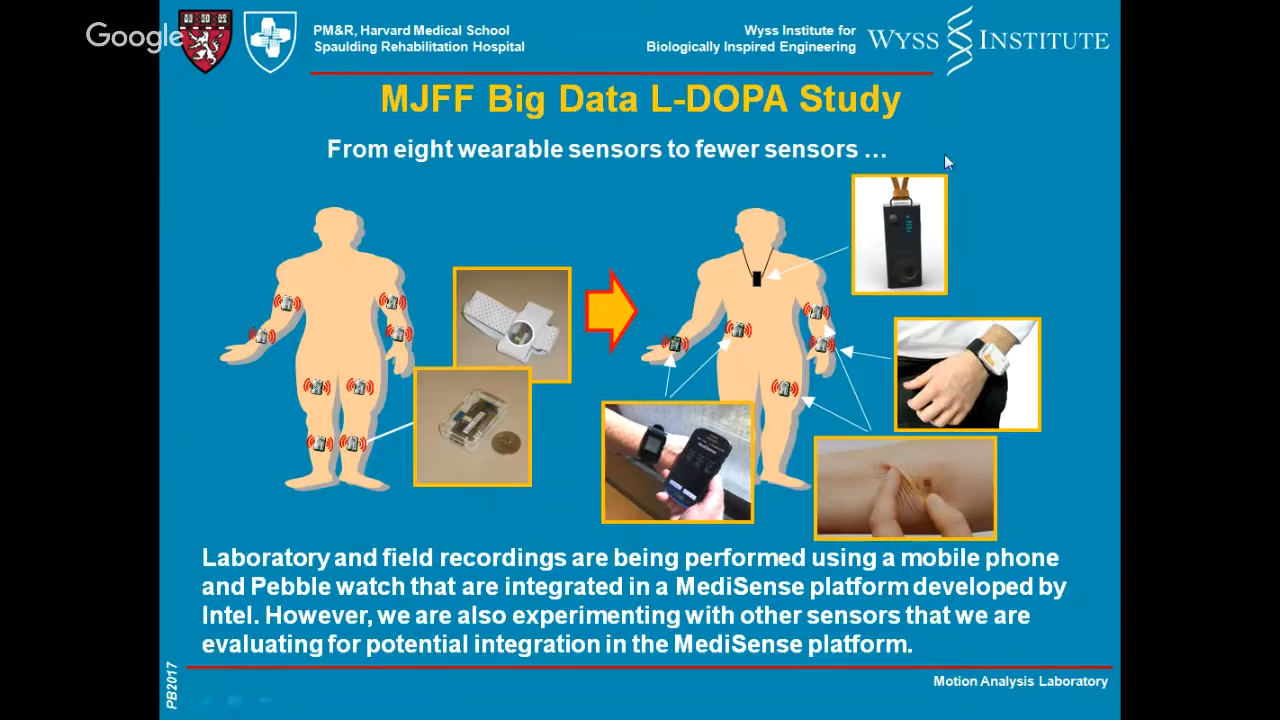 Google
PM&R, Harvard Medical School
Spaulding Rehabilitation Hospital
Wyss Institute for
Biologically Inspired Engineering
WYSS INSTITUTE
MJFF Big Data L-DOPA Study
From eight wearable sensors to fewer sensors ...
Laboratory and field recordings are being performed using a mobile phone
and Pebble watch that are integrated in a MediSense platform developed by
Intel. However, we are also experimenting with other sensors that we are
evaluating for potential integration in the MediSense platform.
PB2017
Motion Analysis Laboratory